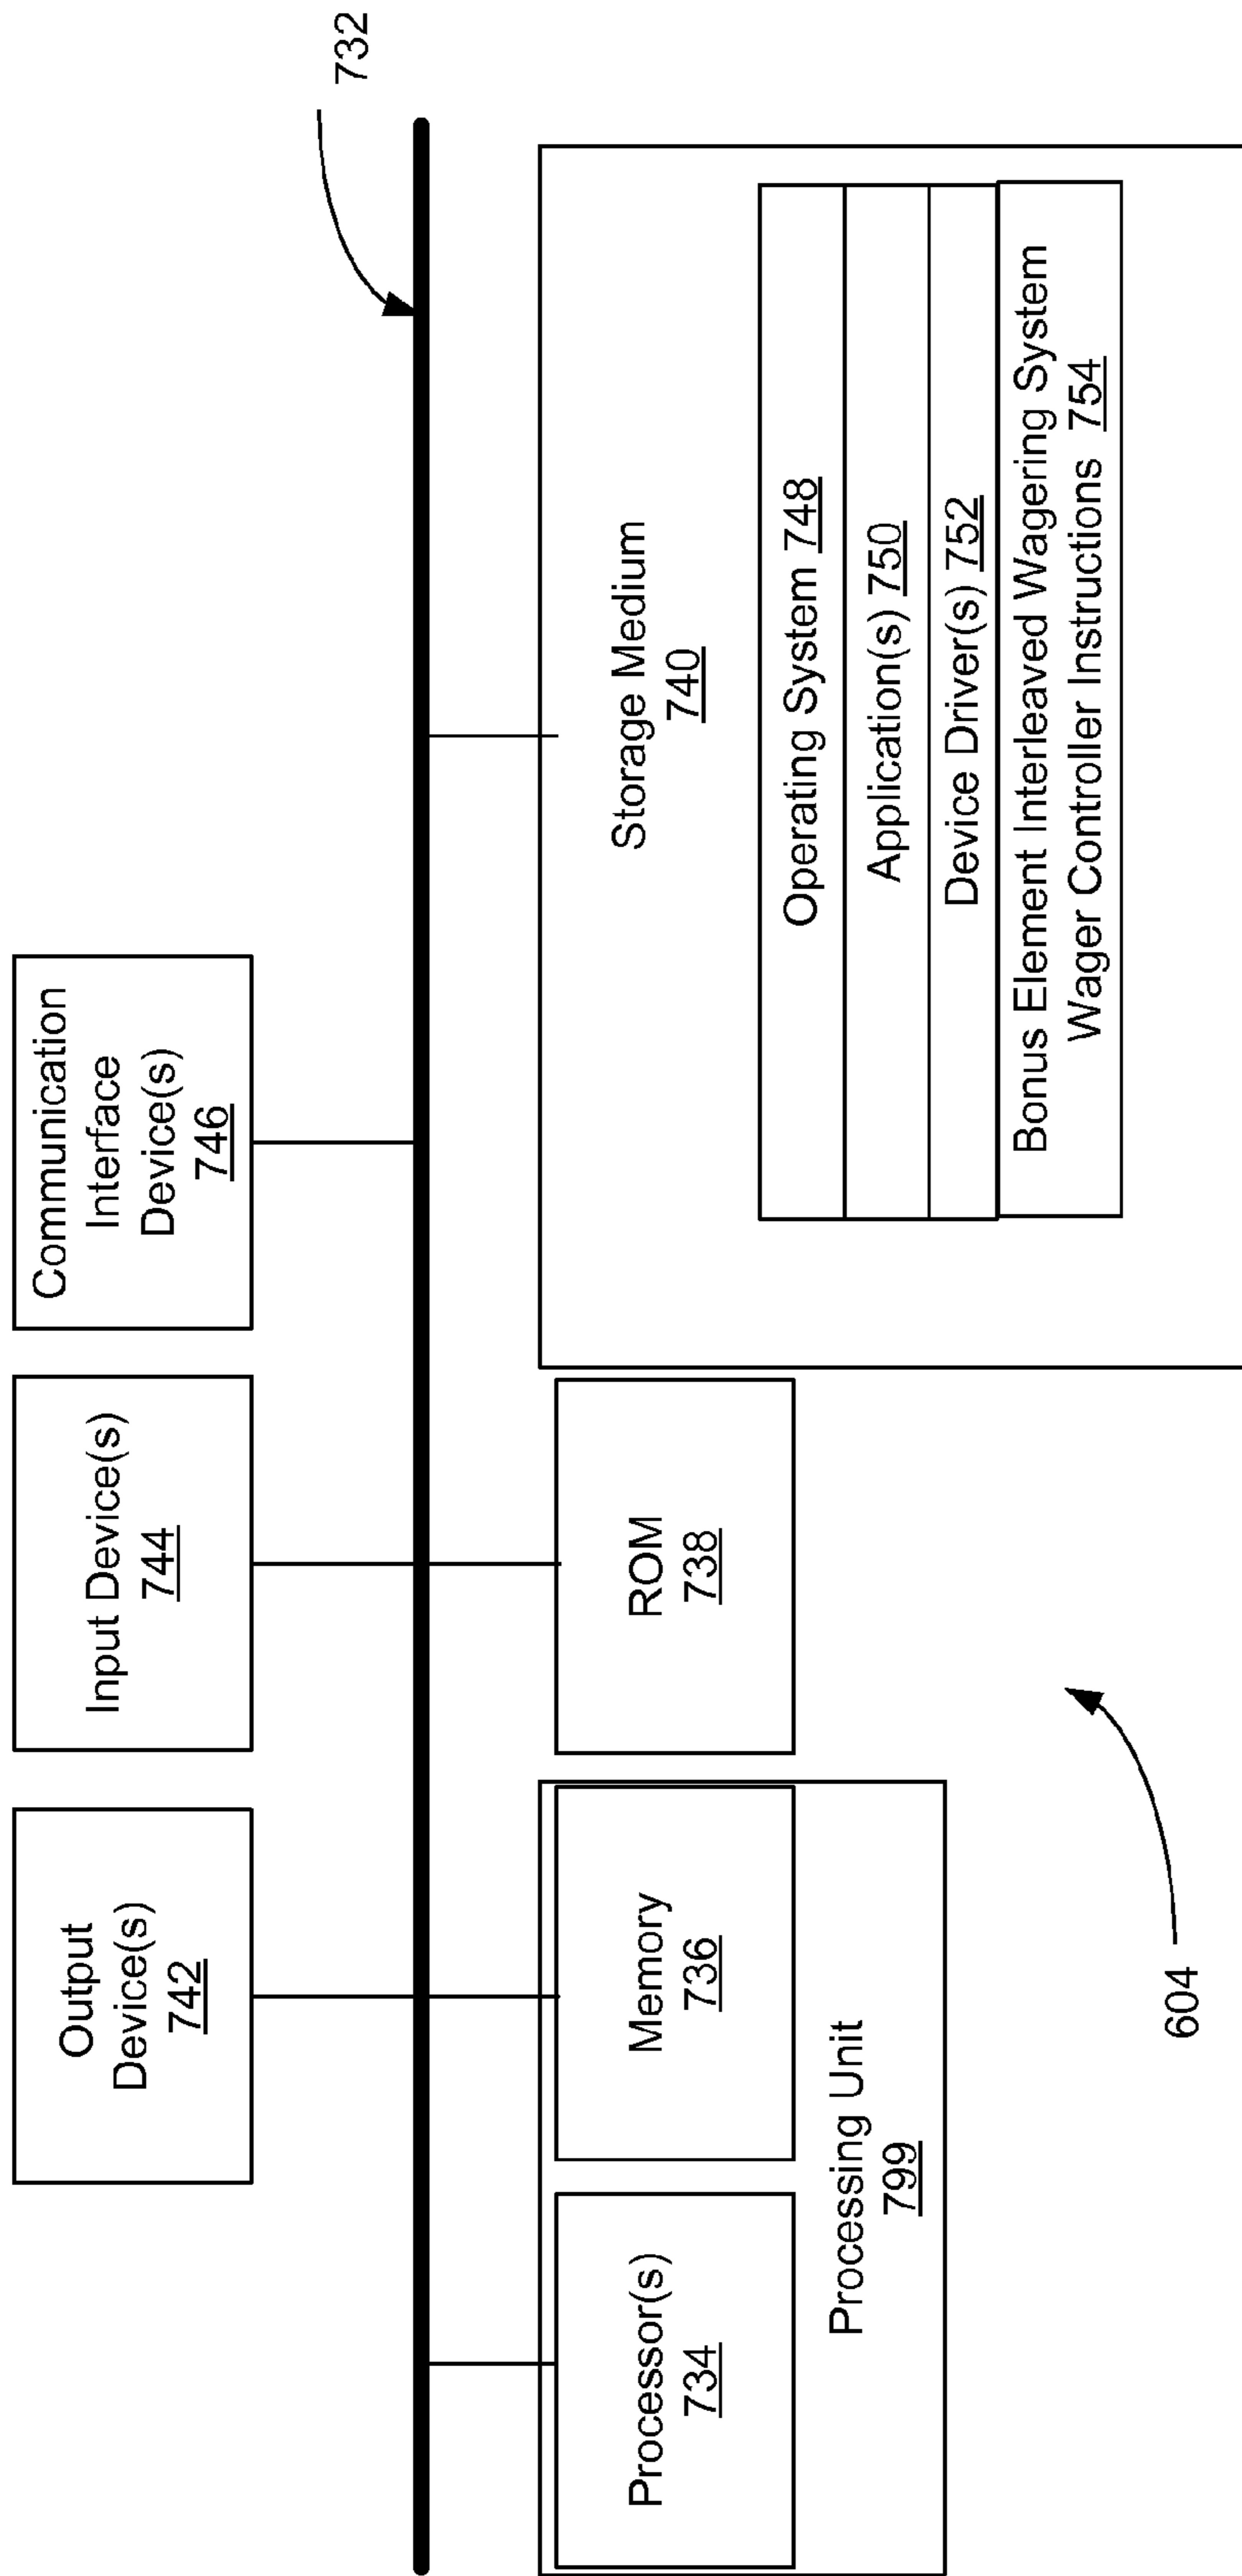 732
Output
Device(s)
742
Input Device(s)
744
Communication
Interface
Device(s)
746
Processor(s)
734
Memory
736
Processing Unit
799
ROM
738
Storage Medium
740
Operating System 748
Application(s) 750
Device Driver(s) 752
Bonus Element Interleaved Wagering System
Wager Controller Instructions 754
604